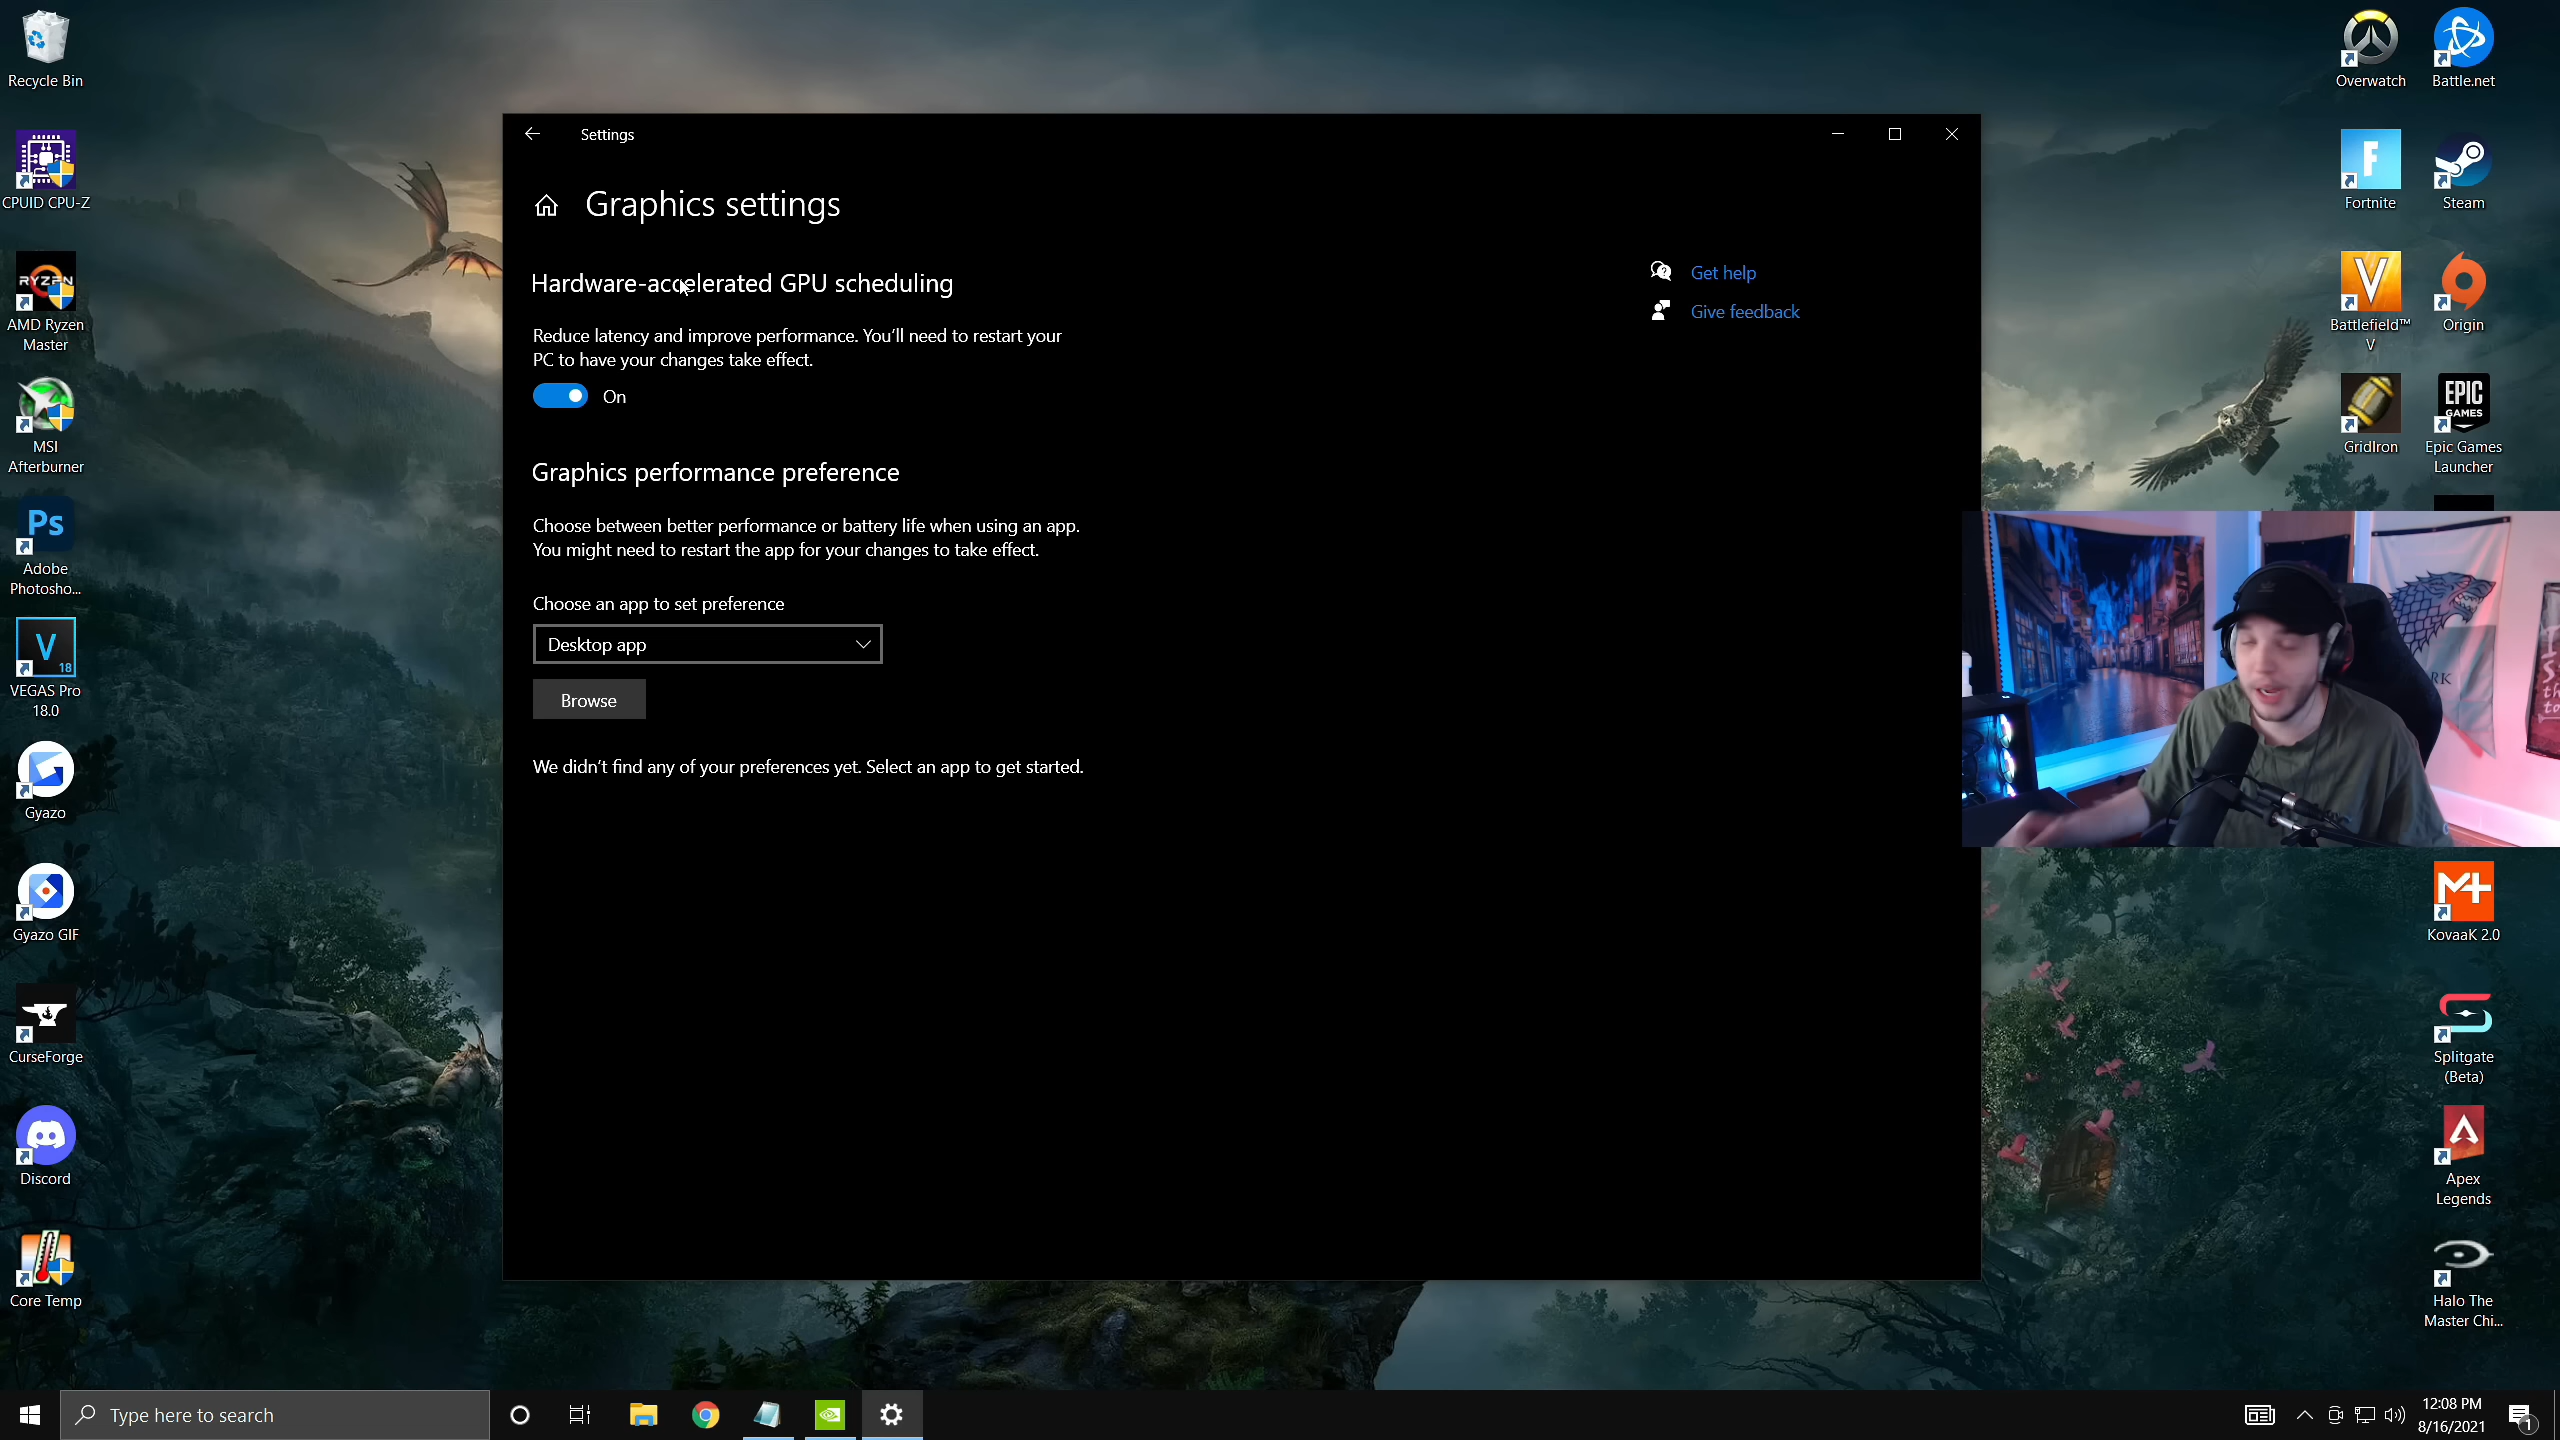 Recycle Bin
CPUID CPU-Z
RYZEN
AMD Ryzen
Master
MSI
Afterburner
Ps
Adobe
Photosho...
V
18
VEGAS Pro
18.0
Gyazo
Gyazo GIF
CurseForge
Discord
Core Temp
Settings
Graphics settings
Hardware-accelerated GPU scheduling
Reduce latency and improve performance. You'll need to restart your
PC to have your changes take effect.
On
Graphics performance preference
Choose between better performance or battery life when using an app.
You might need to restart the app for your changes to take effect.
Choose an app to set preference
Desktop app
Browse
We didn't find any of your preferences yet. Select an app to get started.
Get help
Give feedback
Overwatch
Battle.net
F
Fortnite
Steam
V
Battlefield™
V
Origin
GridIron
EPIC
GAMES
Epic Games
Launcher
KovaaK 2.0
Splitgate
(Beta)
Apex
Legends
Halo The
Master Chi...
Type here to search
12:08 PM
8/16/2021
1